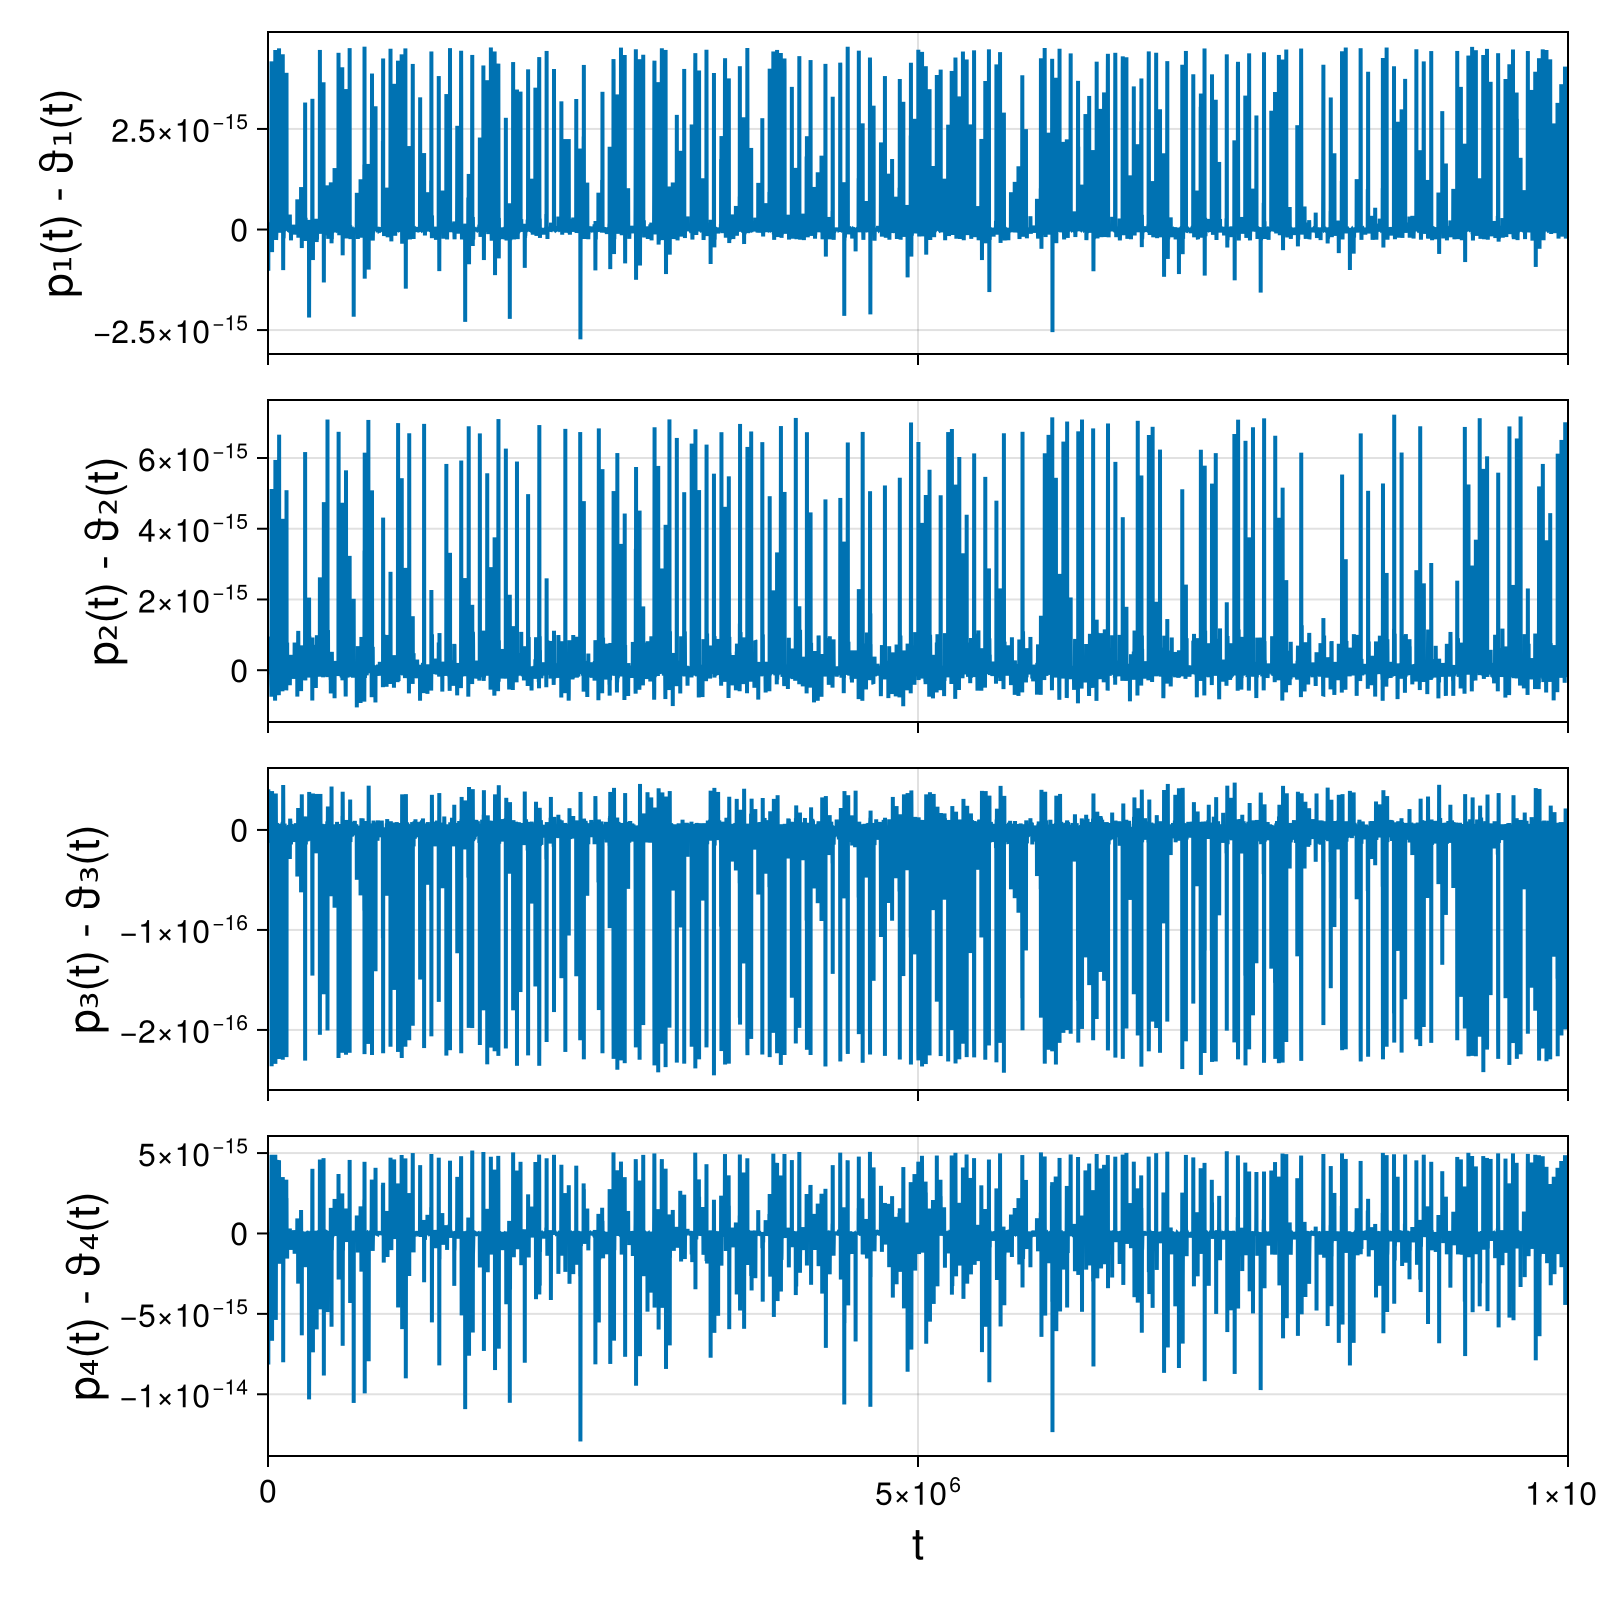 p₁(t) - ϑ₁(t)
2.5×10⁻¹⁵
0
−2.5×10⁻¹⁵
p₂(t) - ϑ₂(t)
6×10⁻¹⁵
4×10⁻¹⁵
2×10⁻¹⁵
0
p₃(t) - ϑ₃(t)
0
−1×10⁻¹⁶
−2×10⁻¹⁶
p₄(t) - ϑ₄(t)
5×10⁻¹⁵
0
−5×10⁻¹⁵
−1×10⁻¹⁴
0 5×10⁶ 1×10
t